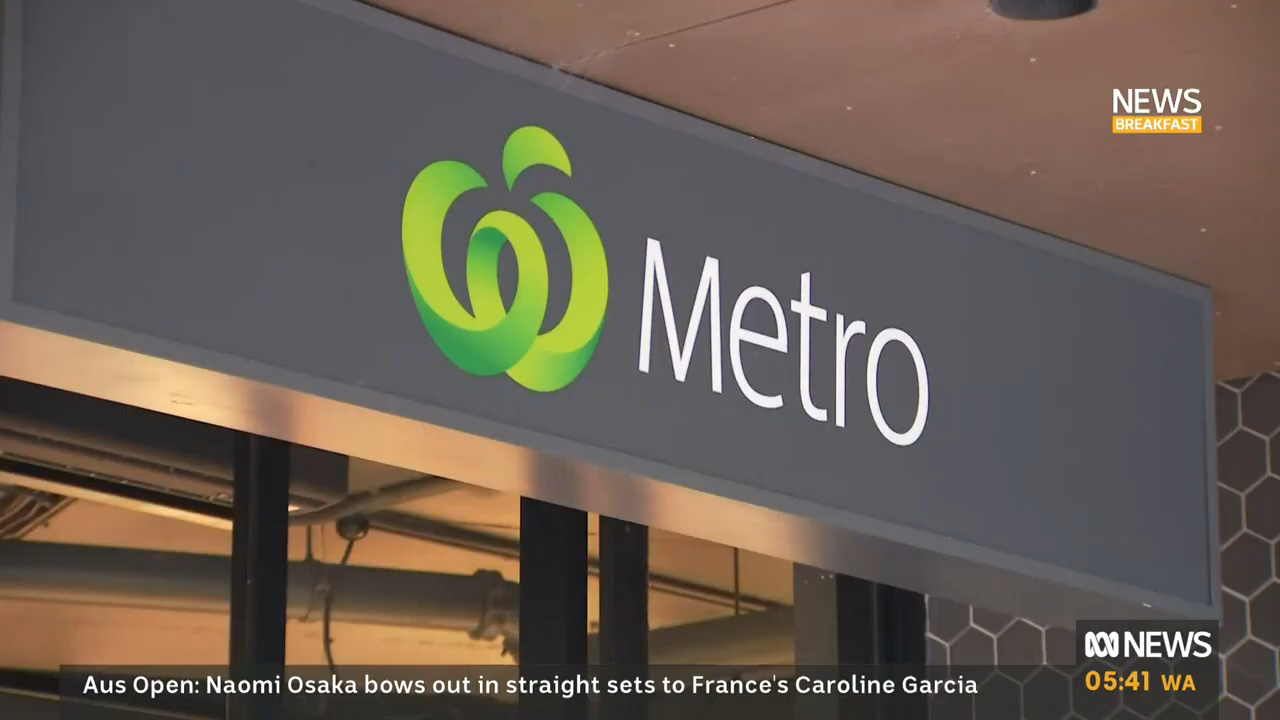 NEWS
BREAKFAST
Metro
NEWS
05:41 WA
Aus Open: Naomi Osaka bows out in straight sets to France's Caroline Garcia